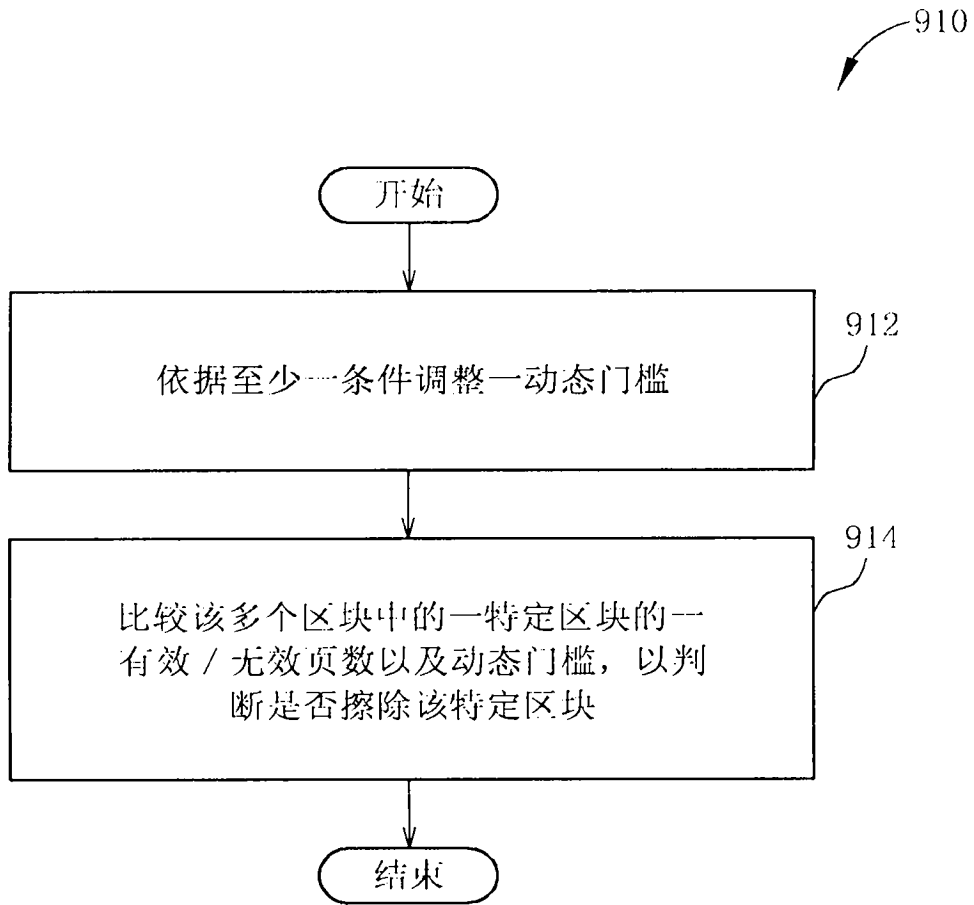 910
开始
912
依据至少一条件调整一动态门槛
914
比较该多个区块中的一特定区块的一
有效/无效页数以及动态门槛，以判
断是否擦除该特定区块
结束